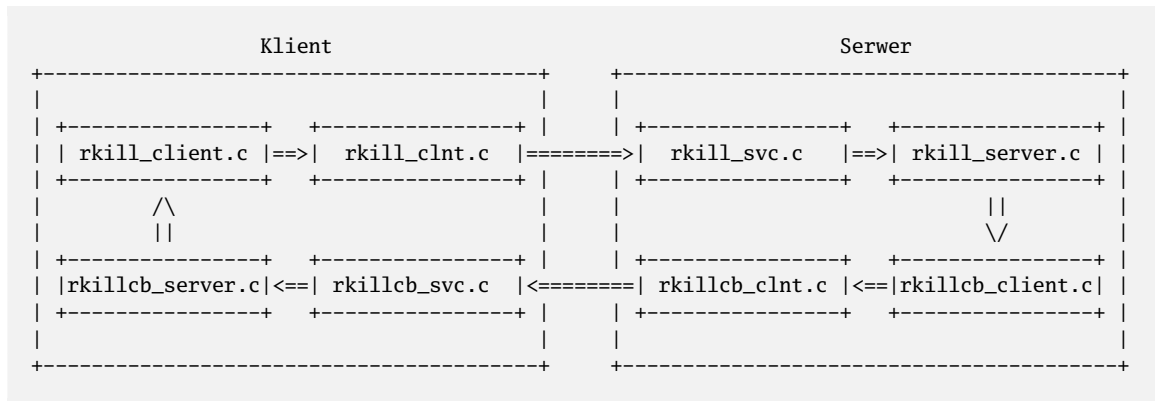 Klient Serwer
rkill_client.c ==> rkill_clnt.c ========> rkill_svc.c ==> rkill_server.c
/\ ||
|| \/
rkillcb_server.c <== rkillcb_svc.c <======== rkillcb_clnt.c <== rkillcb_client.c